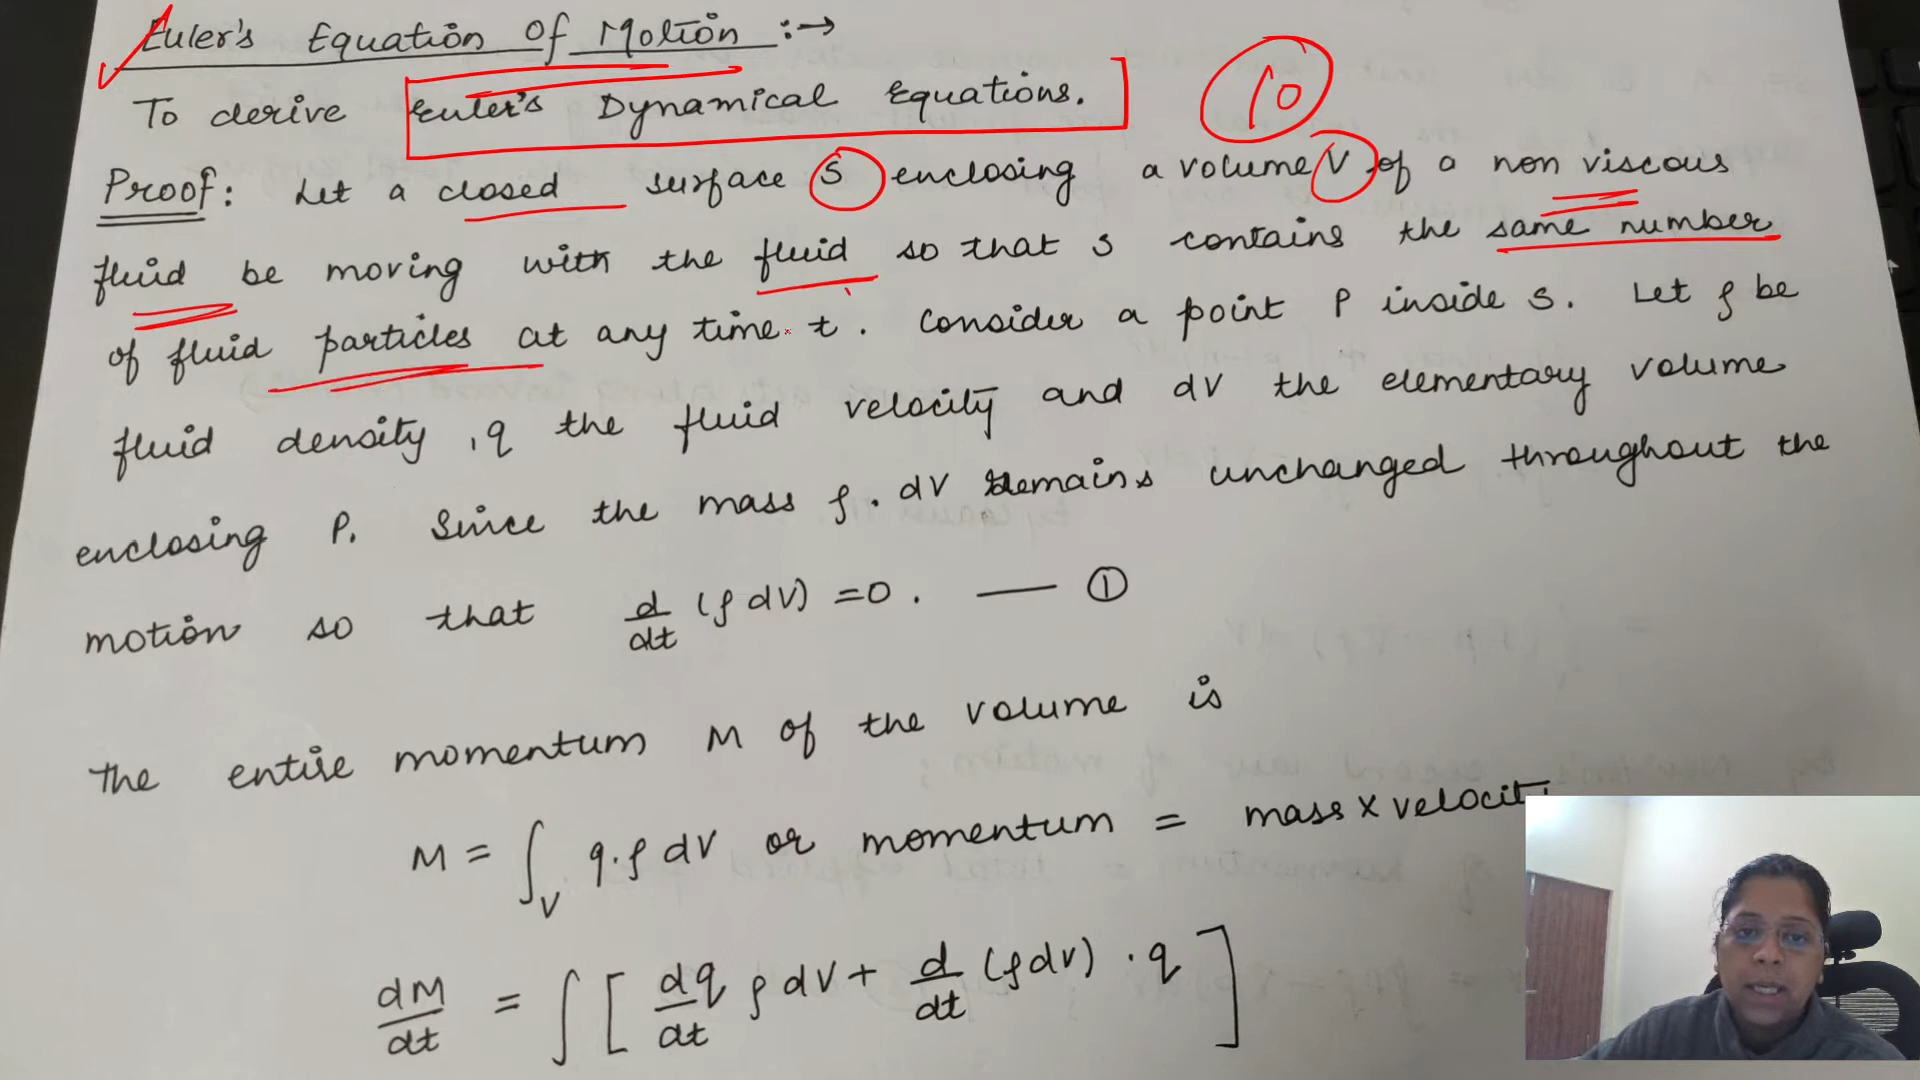 Euler's Equation Of Motion :→
To derive Euler's Dynamical Equations. 10
Proof: Let a closed surface S enclosing a volume V of a non viscous
fluid be moving with the fluid so that S contains the same number
of fluid particles at any time t. Consider a point P inside S. Let ρ be
fluid density, q the fluid velocity and dV the elementary volume
enclosing P. Since the mass ρ. dV remains unchanged throughout the
motion so that d/dt (ρ dV) = 0. — ①
The entire momentum M of the volume is
M = ∫_V q.ρ dV or momentum = mass x velocity
dM/dt = ∫ [ dq/dt ρ dV + d/dt (ρ dV) . q ]